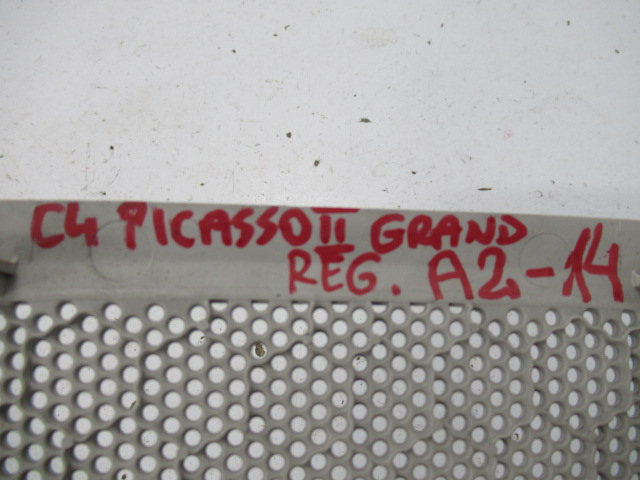 C4 PICASSO II GRAND
REG. A2-14